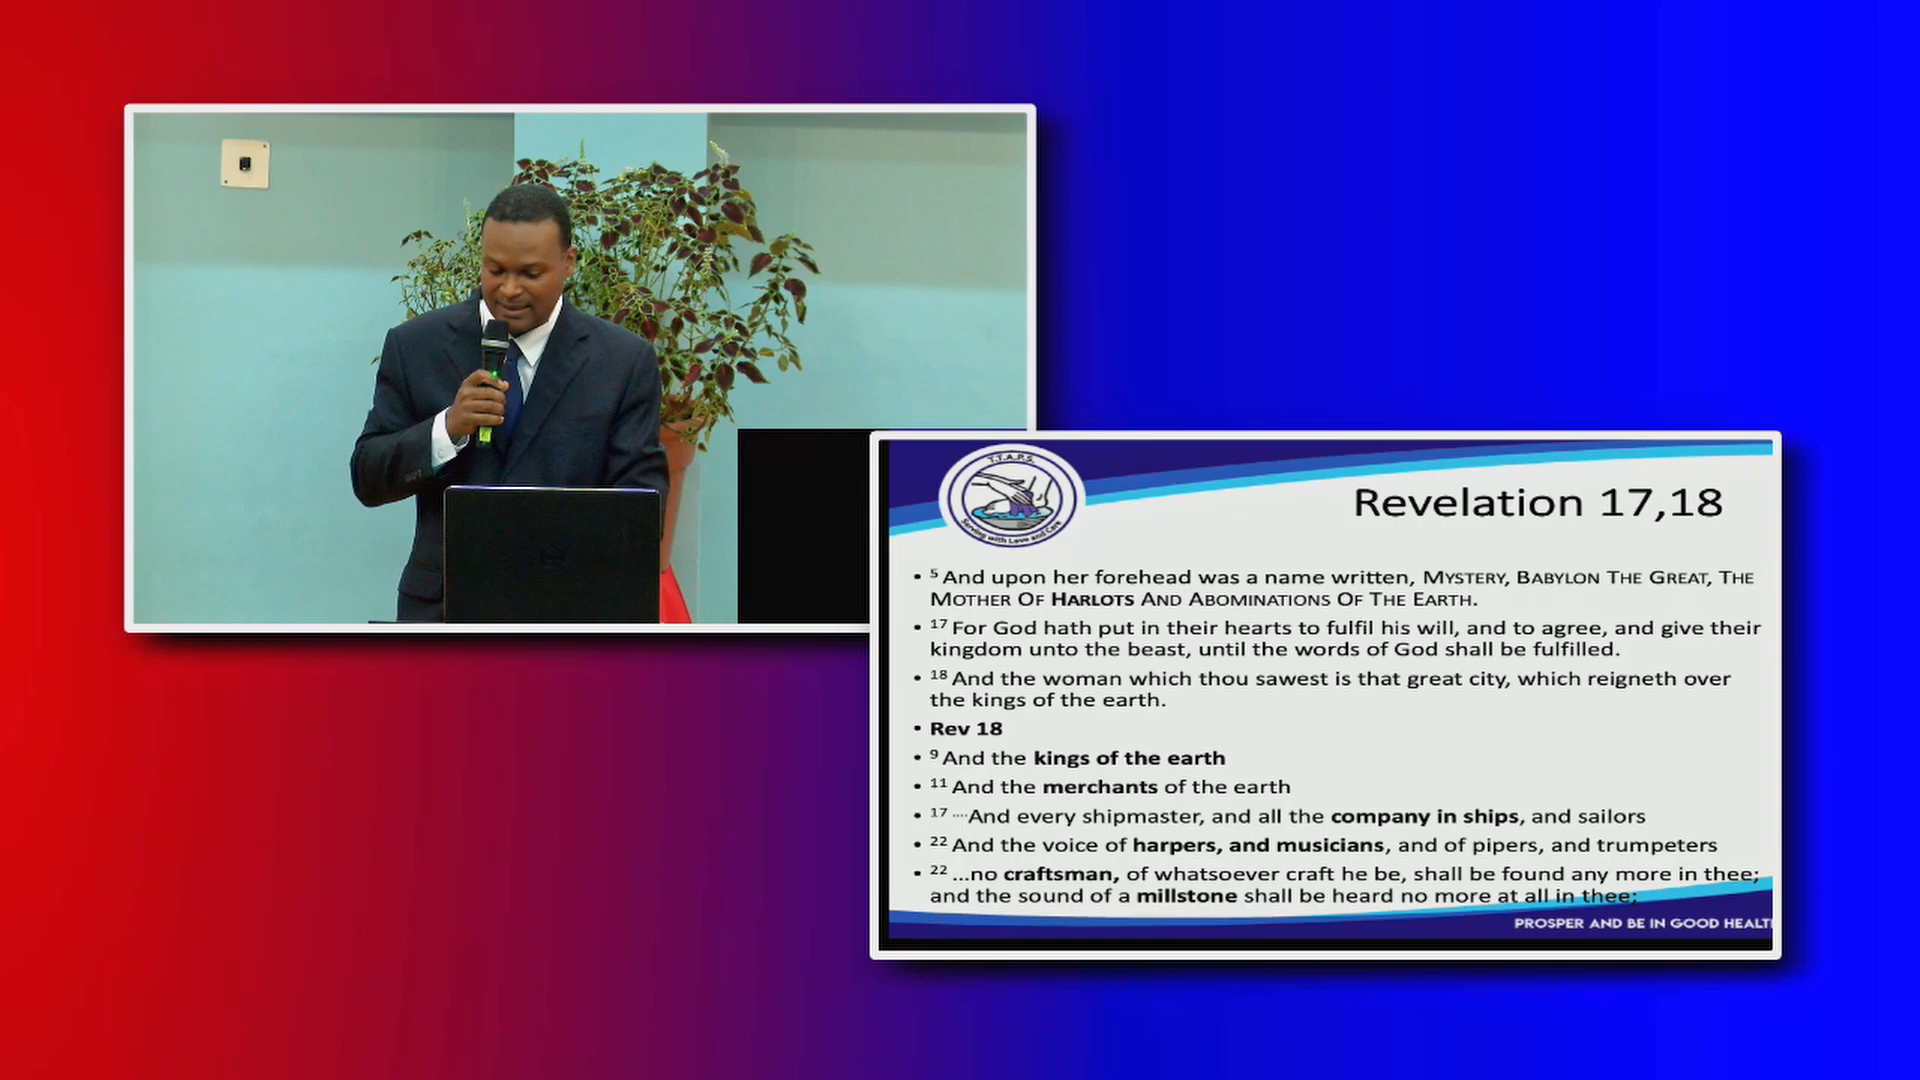 T.T.A.P.S.
Serving with Love and Care
Revelation 17,18
• ⁵ And upon her forehead was a name written, MYSTERY, BABYLON THE GREAT, THE
MOTHER OF HARLOTS AND ABOMINATIONS OF THE EARTH.
• ¹⁷ For God hath put in their hearts to fulfil his will, and to agree, and give their
kingdom unto the beast, until the words of God shall be fulfilled.
• ¹⁸ And the woman which thou sawest is that great city, which reigneth over
the kings of the earth.
• Rev 18
• ⁹ And the kings of the earth
• ¹¹ And the merchants of the earth
• ¹⁷ ....And every shipmaster, and all the company in ships, and sailors
• ²² And the voice of harpers, and musicians, and of pipers, and trumpeters
• ²² ...no craftsman, of whatsoever craft he be, shall be found any more in thee;
and the sound of a millstone shall be heard no more at all in thee;
PROSPER AND BE IN GOOD HEALT